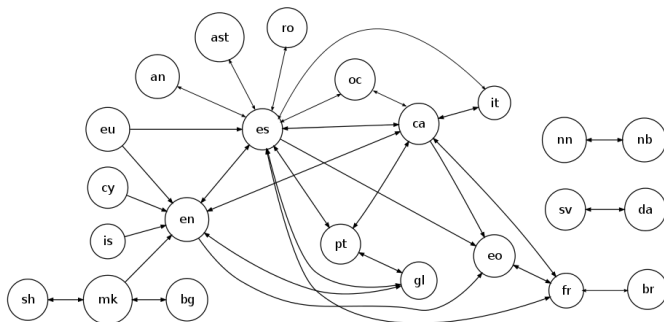 ro
ast
an
oc
it
eu
es
ca
nn
nb
cy
en
sv
da
is
pt
eo
gl
sh
mk
bg
fr
br